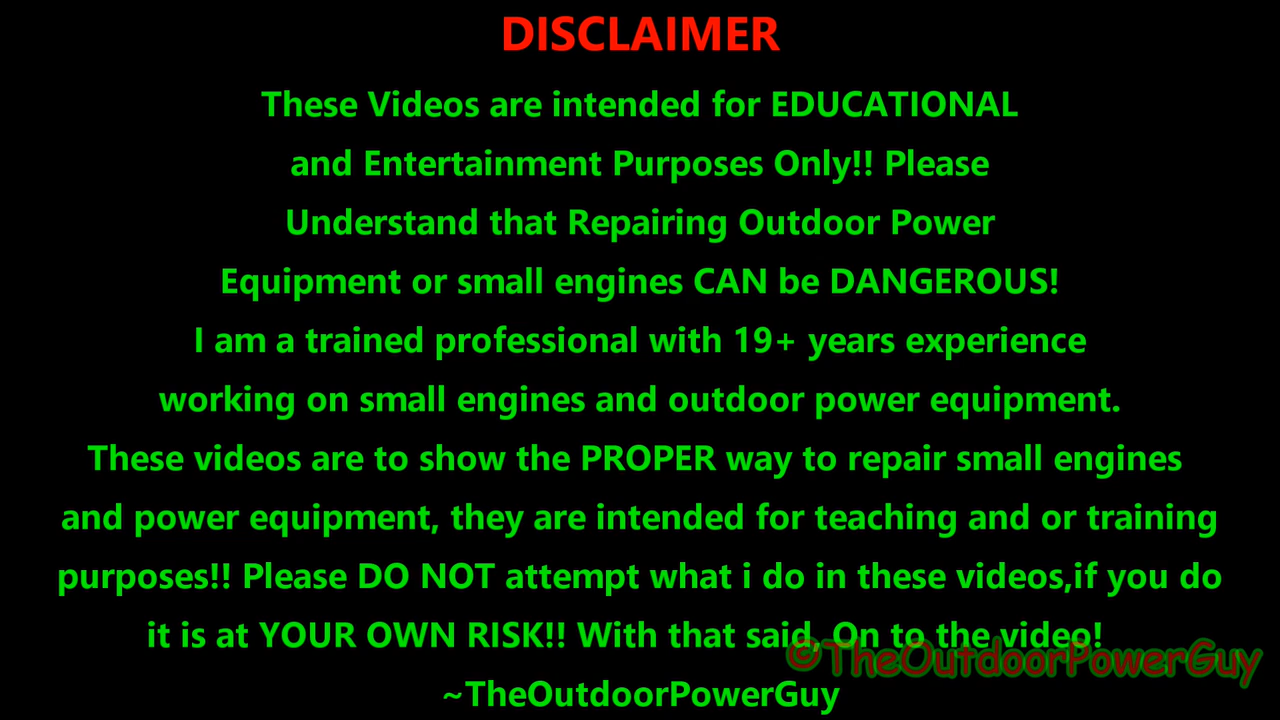 DISCLAIMER
These Videos are intended for EDUCATIONAL
and Entertainment Purposes Only!! Please
Understand that Repairing Outdoor Power
Equipment or small engines CAN be DANGEROUS!
I am a trained professional with 19+ years experience
working on small engines and outdoor power equipment.
These videos are to show the PROPER way to repair small engines
and power equipment, they are intended for teaching and or training
purposes!! Please DO NOT attempt what i do in these videos,if you do
it is at YOUR OWN RISK!! With that said, On to the video!
©TheOutdoorPowerGuy
~TheOutdoorPowerGuy